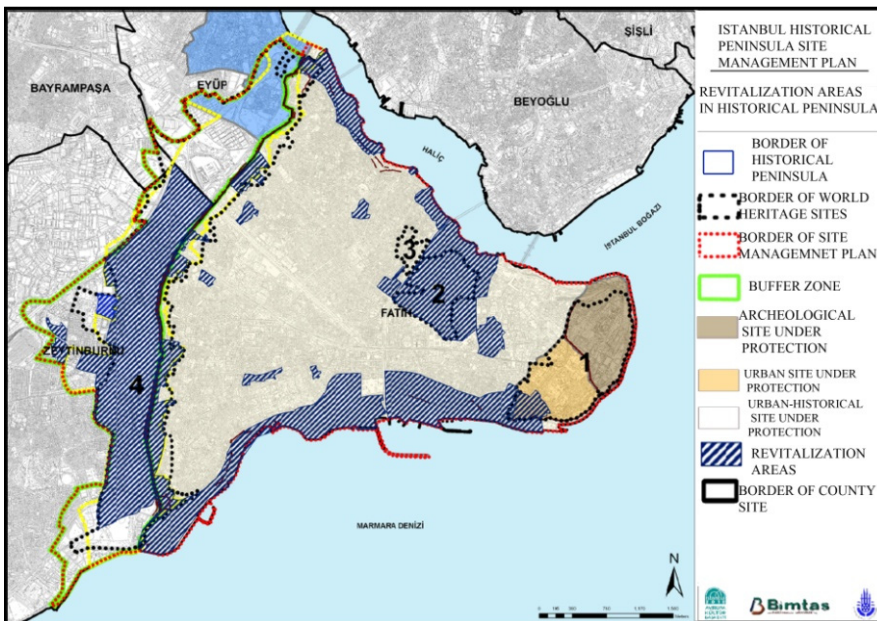 ISTANBUL HISTORICAL
PENINSULA SITE
MANAGEMENT PLAN
REVITALIZATION AREAS
IN HISTORICAL PENINSULA
BORDER OF
HISTORICAL
PENINSULA
BORDER OF WORLD
HERITAGE SITES
BORDER OF SITE
MANAGEMNET PLAN
BUFFER ZONE
ARCHEOLOGICAL
SITE UNDER
PROTECTION
URBAN SITE UNDER
PROTECTION
URBAN-HISTORICAL
SITE UNDER
PROTECTION
REVITALIZATION
AREAS
BORDER OF COUNTY
SITE
Bimtas
ŞİŞLİ
BAYRAMPAŞA
EYÜP
BEYOĞLU
HALİÇ
İSTANBUL BOĞAZI
3
2
FATİH
1
ZEYTİNBURNU
4
MARMARA DENİZİ
N